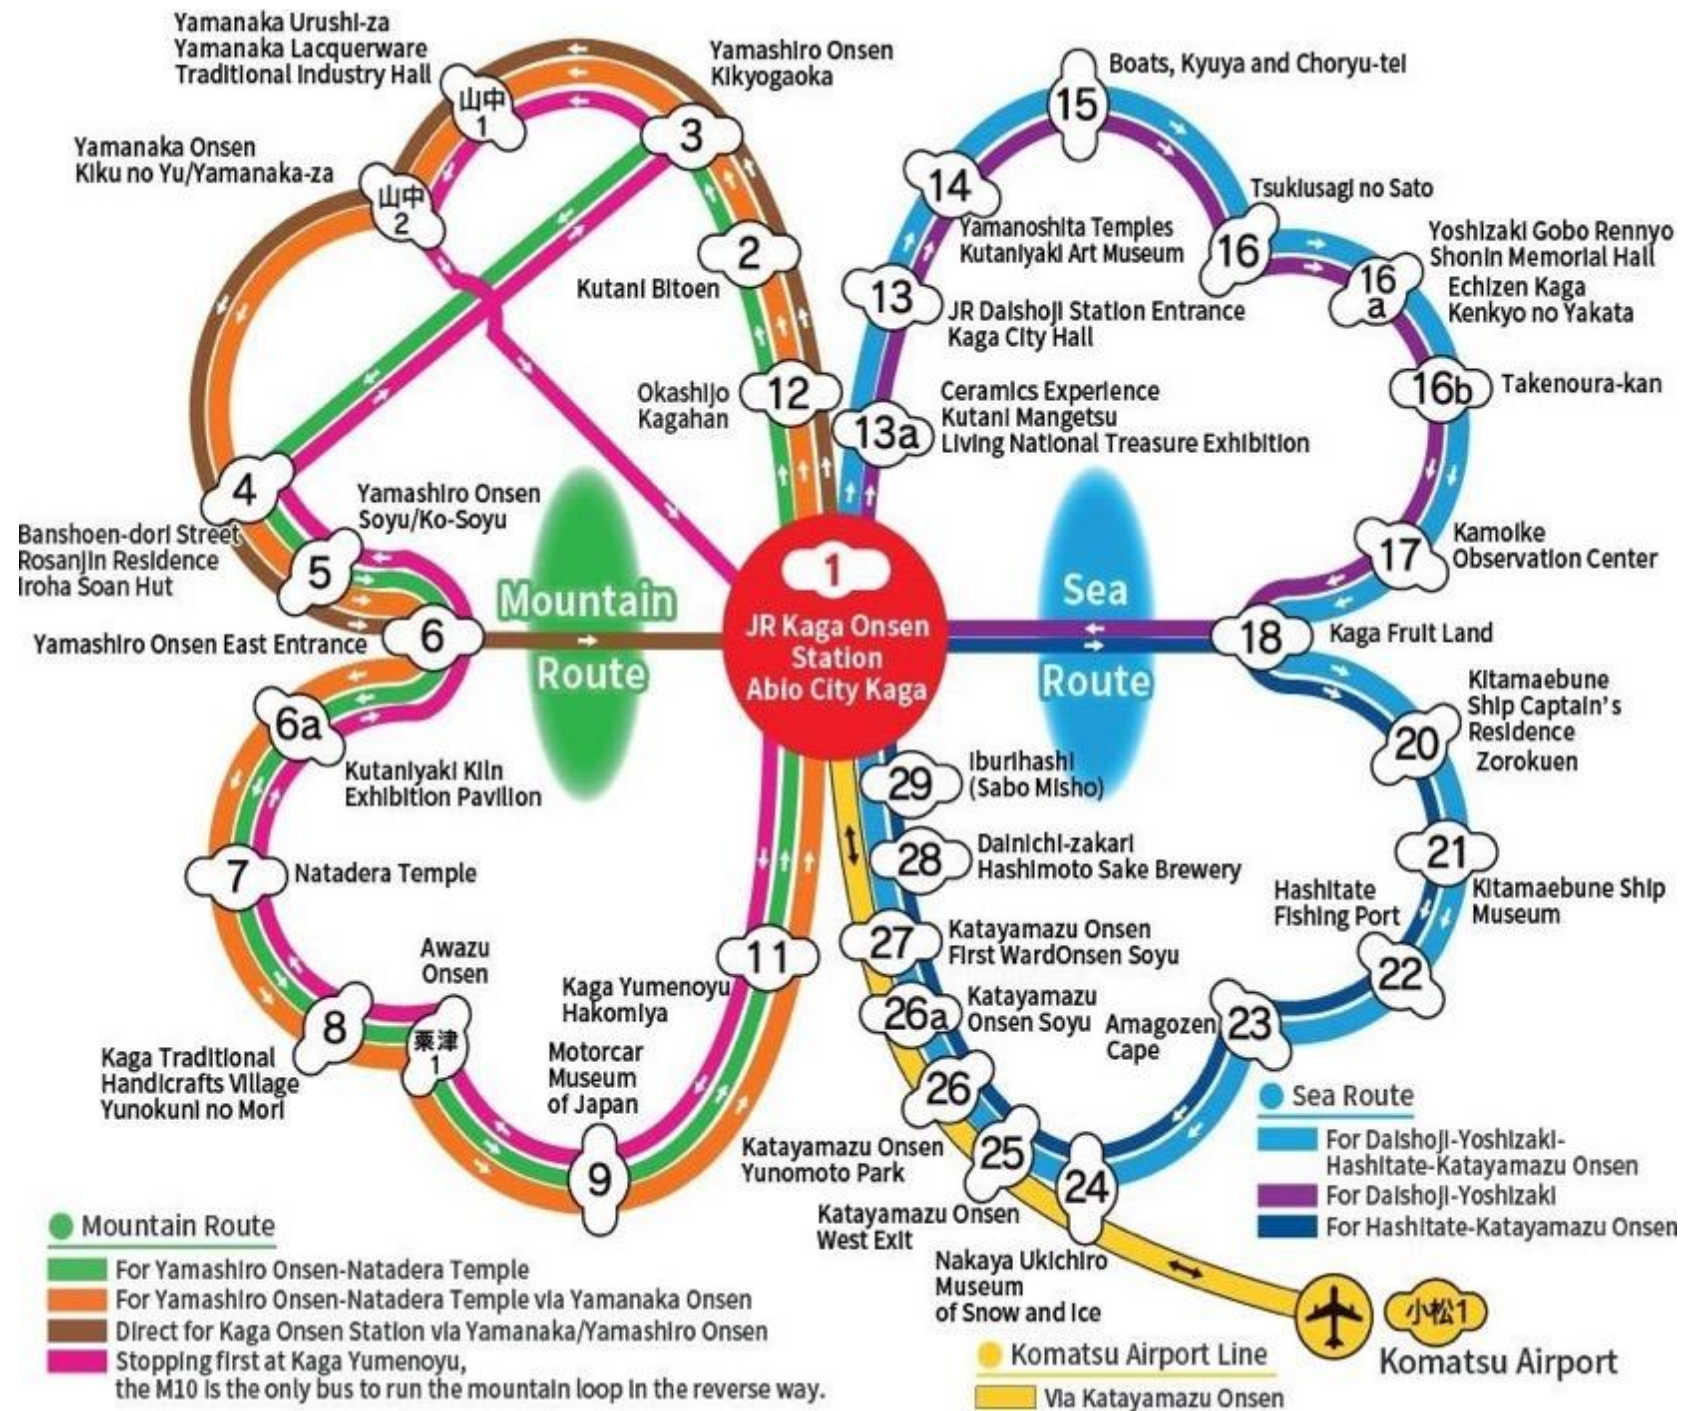 Yamanaka Urushi-za
Yamanaka Lacquerware
Traditional Industry Hall
山中
1
Yamashiro Onsen
Kikyogaoka
3
Yamanaka Onsen
Kiku no Yu/Yamanaka-za
山中
2
2
Kutani Bitoen
12
Okashijo
Kagahan
4
Banshoen-dori Street
Rosanjin Residence
Iroha Soan Hut
Yamashiro Onsen
Soyu/Ko-Soyu
5
Yamashiro Onsen East Entrance
6
Mountain
Route
1
JR Kaga Onsen
Station
Abio City Kaga
Sea
Route
15
Boats, Kyuya and Choryu-tei
14
Yamanoshita Temples
Kutaniyaki Art Museum
Tsukiusagi no Sato
16
Yoshizaki Gobo Rennyo
Shonin Memorial Hall
Echizen Kaga
Kenkyo no Yakata
16
a
13
JR Daishoji Station Entrance
Kaga City Hall
16b
Takenoura-kan
13a
Ceramics Experience
Kutani Mangetsu
Living National Treasure Exhibition
17
Kamoike
Observation Center
18
Kaga Fruit Land
6a
Kutaniyaki Kiln
Exhibition Pavilion
7
Natadera Temple
8
Kaga Traditional
Handicrafts Village
Yunokuni no Mori
Awazu
Onsen
粟津
1
9
Motorcar
Museum
of Japan
11
Kaga Yumenoyu
Hakomiya
20
Kitamaebune
Ship Captain's
Residence
Zorokuen
21
Kitamaebune Ship
Museum
Hashitate
Fishing Port
22
23
Amagozen
Cape
29
Iburihashi
(Sabo Misho)
28
Dainichi-zakari
Hashimoto Sake Brewery
27
Katayamazu Onsen
First WardOnsen Soyu
26a
Katayamazu
Onsen Soyu
26
Katayamazu Onsen
Yunomoto Park
25
Katayamazu Onsen
West Exit
24
Nakaya Ukichiro
Museum
of Snow and Ice
小松1
Komatsu Airport
Mountain Route
For Yamashiro Onsen-Natadera Temple
For Yamashiro Onsen-Natadera Temple via Yamanaka Onsen
Direct for Kaga Onsen Station via Yamanaka/Yamashiro Onsen
Stopping first at Kaga Yumenoyu,
the M10 is the only bus to run the mountain loop in the reverse way.
Sea Route
For Daishoji-Yoshizaki-
Hashitate-Katayamazu Onsen
For Daishoji-Yoshizaki
For Hashitate-Katayamazu Onsen
Komatsu Airport Line
Via Katayamazu Onsen